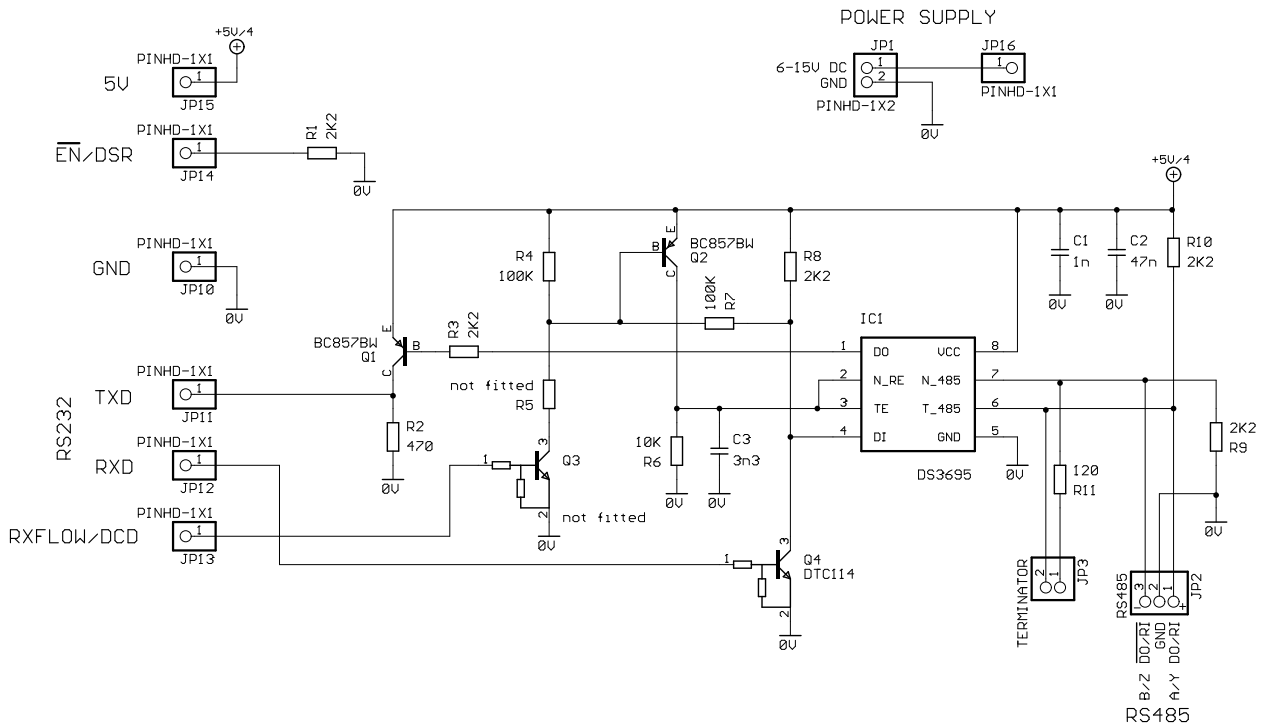 POWER SUPPLY
+5V/4
PINHD-1X1
5V
1
JP15
JP1
JP16
6-15V DC
1
1
GND
2
PINHD-1X2
PINHD-1X1
0V
PINHD-1X1
EN/DSR
1
JP14
R1
2K2
0V
+5V/4
PINHD-1X1
GND
1
JP10
0V
R4
100K
E
B
C
BC857BW
Q2
R8
2K2
C1
1n
0V
C2
47n
0V
R10
2K2
100K
R7
BC857BW
Q1
E
B
C
R3
2K2
IC1
1
DO
VCC
8
2
N_RE
N_485
7
3
TE
T_485
6
4
DI
GND
5
DS3695
0V
RS232
PINHD-1X1
TXD
1
JP11
not fitted
R5
R2
470
0V
10K
R6
0V
C3
3n3
0V
2K2
R9
0V
120
R11
PINHD-1X1
RXD
1
JP12
1
3
Q3
2
not fitted
0V
PINHD-1X1
RXFLOW/DCD
1
JP13
1
3
Q4
DTC114
2
0V
TERMINATOR
2
1
JP3
RS485
3
2
1
-
+
JP2
B/Z DO/RI
GND
A/Y DO/RI
RS485